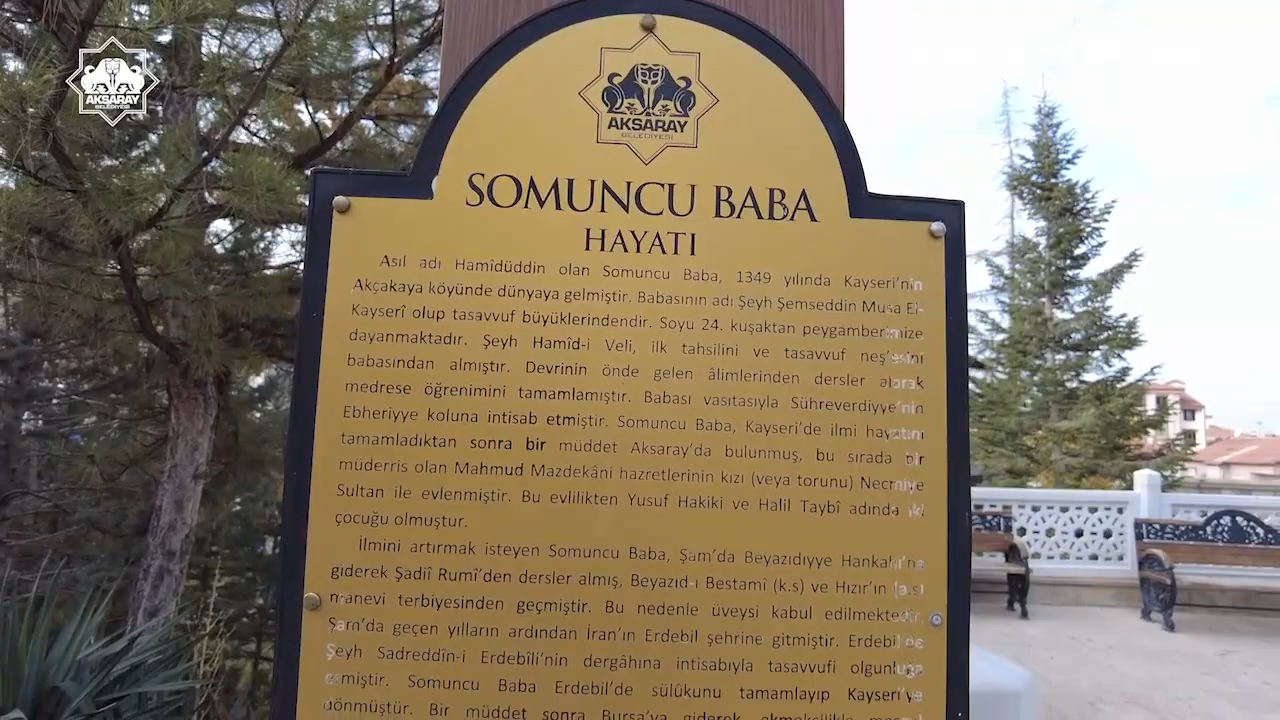 AKSARAY
BELEDİYESİ
AKSARAY
BELEDİYESİ
SOMUNCU BABA
HAYATI
Asıl adı Hamîdüddin olan Somuncu Baba, 1349 yılında Kayseri'nin
Akçakaya köyünde dünyaya gelmiştir. Babasının adı Şeyh Şemseddin Musa El-
Kayserî olup tasavvuf büyüklerindendir. Soyu 24. kuşaktan peygamberimize
dayanmaktadır. Şeyh Hamîd-i Veli, ilk tahsilini ve tasavvuf neş'esini
babasından almıştır. Devrinin önde gelen âlimlerinden dersler alarak
medrese öğrenimini tamamlamıştır. Babası vasıtasıyla Sühreverdiyye'nin
Ebheriyye koluna intisab etmiştir. Somuncu Baba, Kayseri'de ilmi hayatını
tamamladıktan sonra bir müddet Aksaray'da bulunmuş, bu sırada bir
müderris olan Mahmud Mazdekâni hazretlerinin kızı (veya torunu) Necmiye
Sultan ile evlenmiştir. Bu evlilikten Yusuf Hakiki ve Halil Taybî adında iki
çocuğu olmuştur.
İlmini artırmak isteyen Somuncu Baba, Şam'da Beyazıdıyye Hankahı'na
giderek Şadiî Rumî'den dersler almış, Beyazıd-ı Bestamî (k.s) ve Hızır'ın (a.s)
manevi terbiyesinden geçmiştir. Bu nedenle üveysi kabul edilmektedir.
Şam'da geçen yılların ardından İran'ın Erdebil şehrine gitmiştir. Erdebil'de
Şeyh Sadreddîn-i Erdebîli'nin dergâhına intisabıyla tasavvufi olgunluğa
ermiştir. Somuncu Baba Erdebil'de sülûkunu tamamlayıp Kayseri'ye
dönmüştür. Bir müddet sonra Bursa'ya giderek, ekmekçilikle